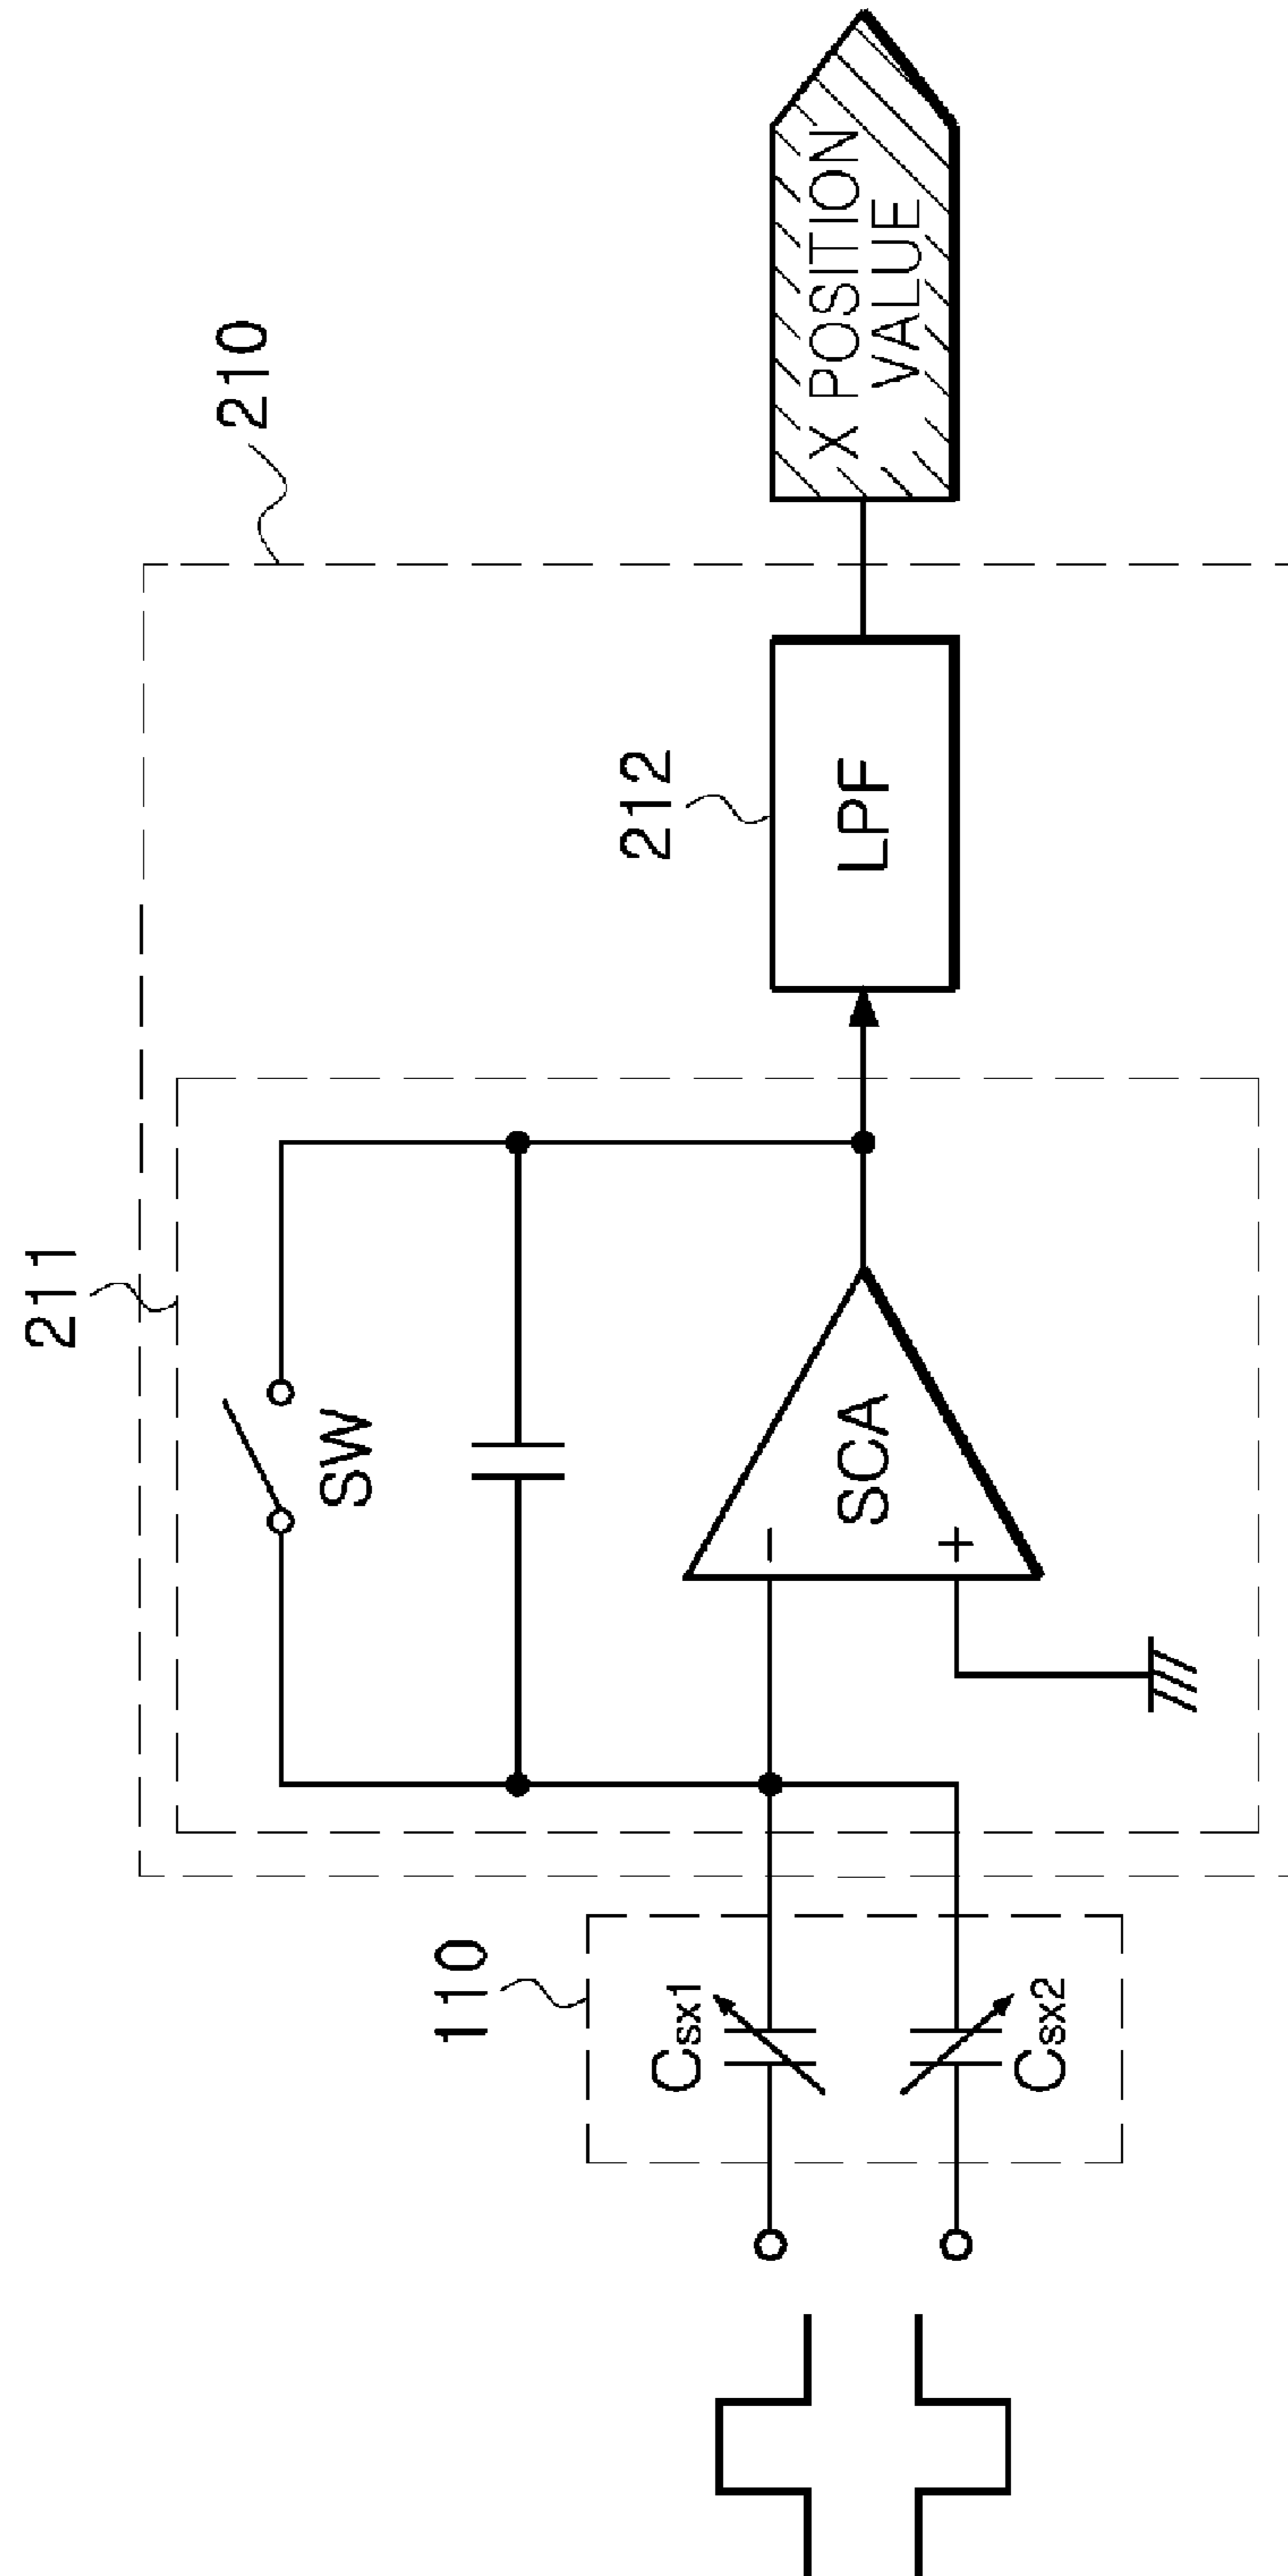 211
210
SW
212
110
Csx1
−
SCA
LPF
X POSITION
VALUE
+
Csx2